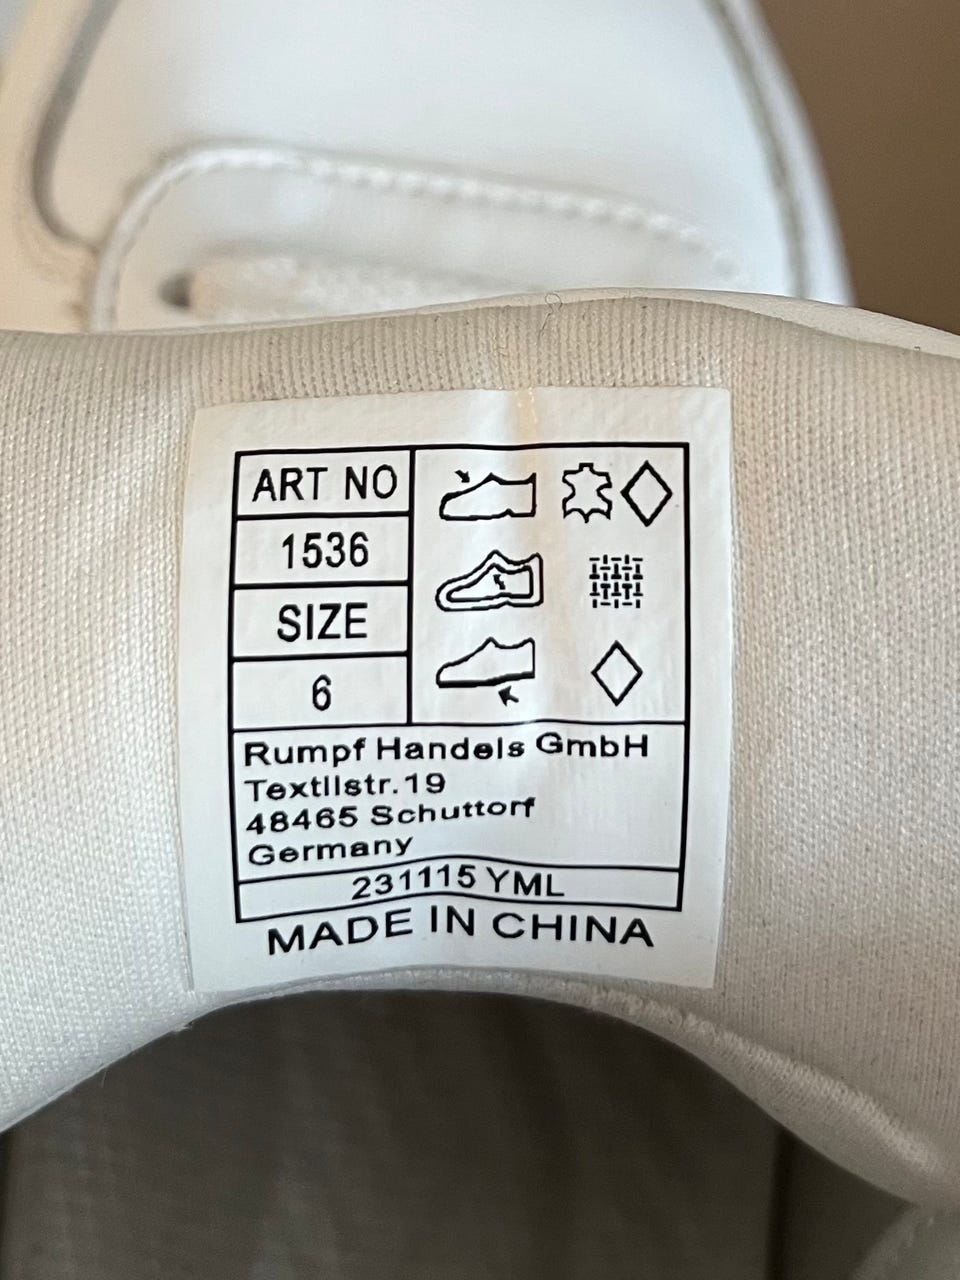 ART NO
1536
SIZE
6
Rumpf Handels GmbH
Textilstr.19
48465 Schuttorf
Germany
231115 YML
MADE IN CHINA